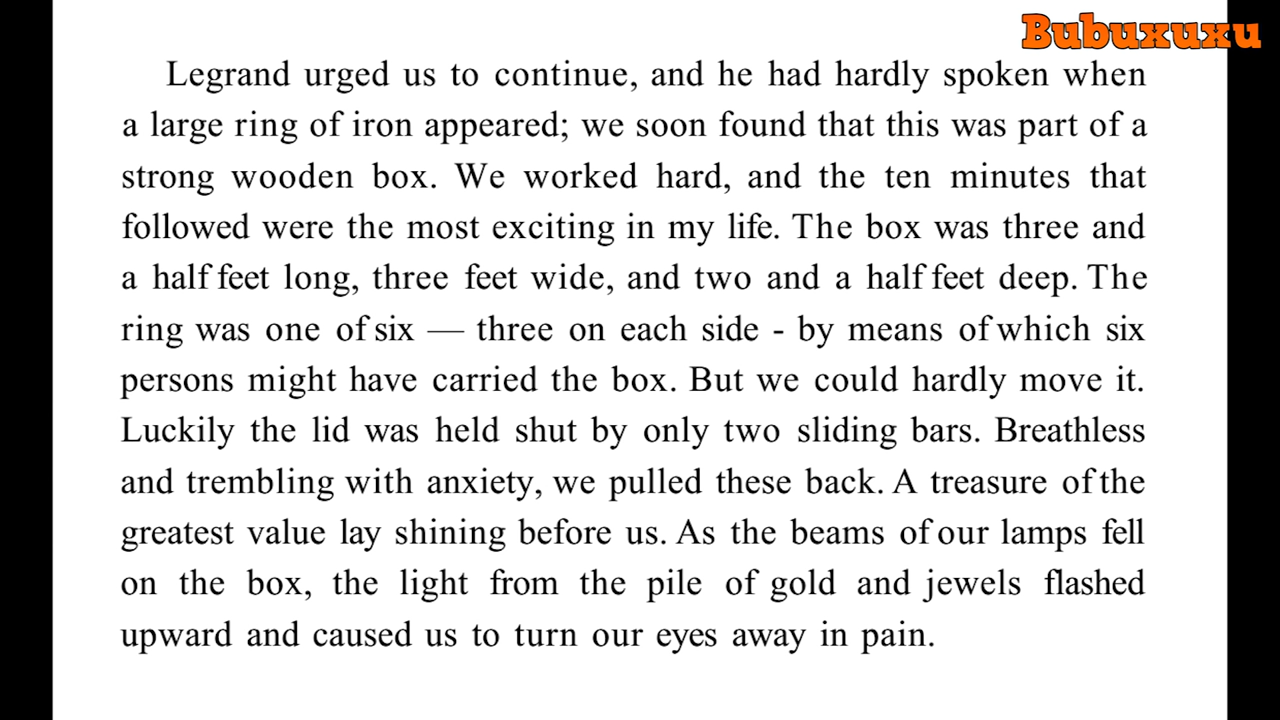 Bubuxuxu
Legrand urged us to continue, and he had hardly spoken when
a large ring of iron appeared; we soon found that this was part of a
strong wooden box. We worked hard, and the ten minutes that
followed were the most exciting in my life. The box was three and
a half feet long, three feet wide, and two and a half feet deep. The
ring was one of six — three on each side - by means of which six
persons might have carried the box. But we could hardly move it.
Luckily the lid was held shut by only two sliding bars. Breathless
and trembling with anxiety, we pulled these back. A treasure of the
greatest value lay shining before us. As the beams of our lamps fell
on the box, the light from the pile of gold and jewels flashed
upward and caused us to turn our eyes away in pain.